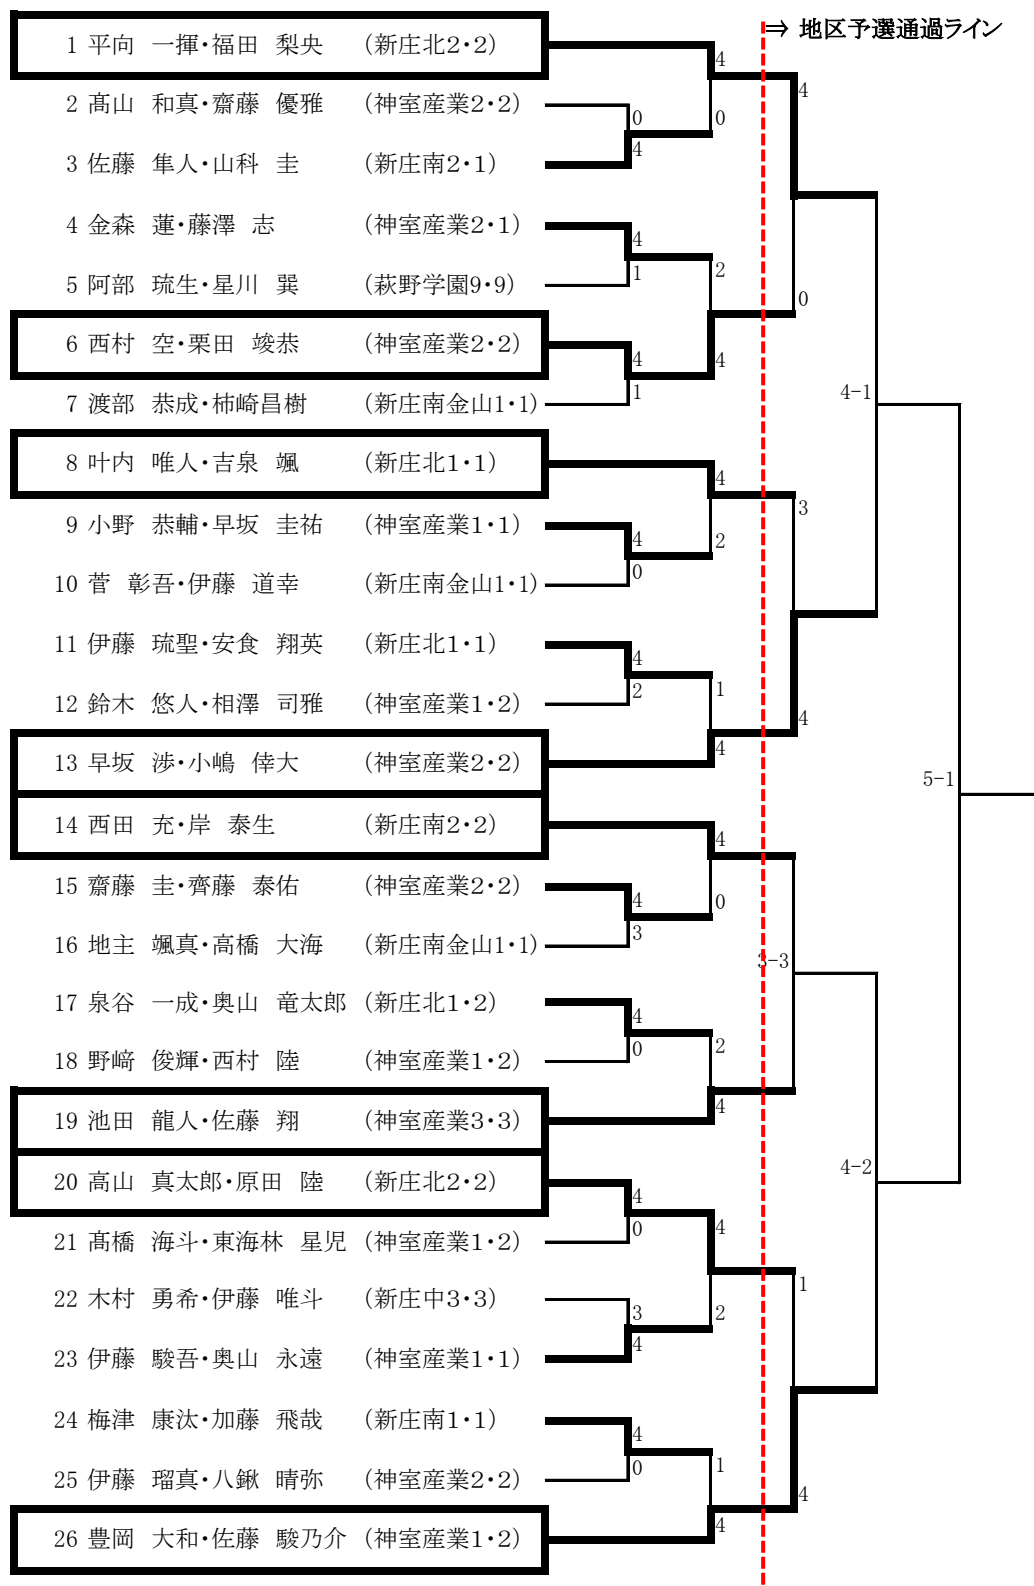 ⇒ 地区予選通過ライン
1 平向 一揮・福田 梨央 (新庄北2・2)
2 髙山 和真・齋藤 優雅 (神室産業2・2)
3 佐藤 隼人・山科 圭 (新庄南2・1)
4 金森 蓮・藤澤 志 (神室産業2・1)
5 阿部 琉生・星川 巽 (萩野学園9・9)
6 西村 空・栗田 竣恭 (神室産業2・2)
7 渡部 恭成・柿崎昌樹 (新庄南金山1・1)
8 叶内 唯人・吉泉 颯 (新庄北1・1)
9 小野 恭輔・早坂 圭祐 (神室産業1・1)
10 菅 彰吾・伊藤 道幸 (新庄南金山1・1)
11 伊藤 琉聖・安食 翔英 (新庄北1・1)
12 鈴木 悠人・相澤 司雅 (神室産業1・2)
13 早坂 渉・小嶋 倖大 (神室産業2・2)
14 西田 充・岸 泰生 (新庄南2・2)
15 齋藤 圭・齊藤 泰佑 (神室産業2・2)
16 地主 颯真・高橋 大海 (新庄南金山1・1)
17 泉谷 一成・奥山 竜太郎 (新庄北1・2)
18 野﨑 俊輝・西村 陸 (神室産業1・2)
19 池田 龍人・佐藤 翔 (神室産業3・3)
20 高山 真太郎・原田 陸 (新庄北2・2)
21 髙橋 海斗・東海林 星児 (神室産業1・2)
22 木村 勇希・伊藤 唯斗 (新庄中3・3)
23 伊藤 駿吾・奥山 永遠 (神室産業1・1)
24 梅津 康汰・加藤 飛哉 (新庄南1・1)
25 伊藤 瑠真・八鍬 晴弥 (神室産業2・2)
26 豊岡 大和・佐藤 駿乃介 (神室産業1・2)
0
4
4
1
4
1
4
0
4
2
4
3
4
0
4
0
3
4
4
0
4
0
2
4
4
2
1
4
4
0
2
4
4
2
1
4
4
0
3
4
3-3
1
4
4-1
4-2
5-1